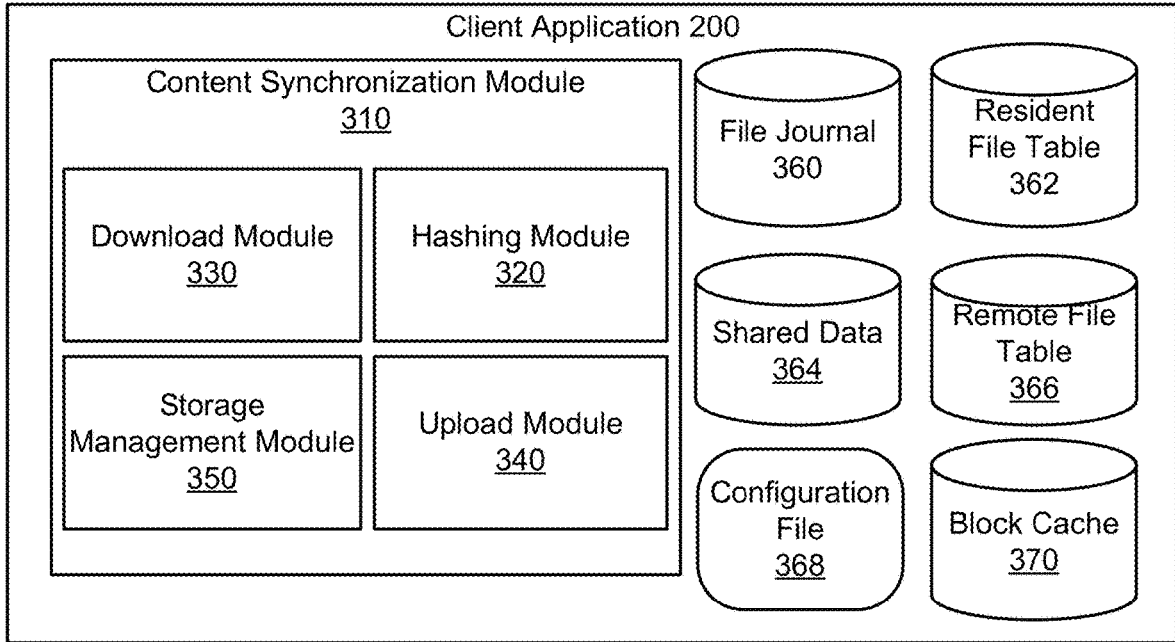 Client Application 200
Content Synchronization Module
310
Download Module
330
Hashing Module
320
Storage
Management Module
350
Upload Module
340
File Journal
360
Resident
File Table
362
Shared Data
364
Remote File
Table
366
Configuration
File
368
Block Cache
370